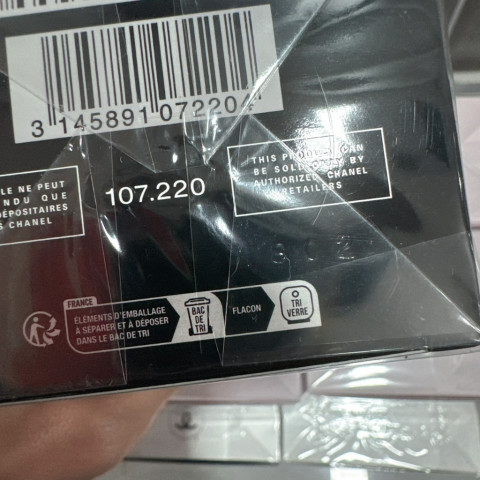 3 145891 07220
LE NE PEUT
NDU QUE
DÉPOSITAIRES
S CHANEL
107.220
THIS PRODUCT CAN
BE SOLD ONLY BY
AUTHORIZED CHANEL
RETAILERS
902
FRANCE
ÉLÉMENTS D'EMBALLAGE
À SÉPARER ET À DÉPOSER
DANS LE BAC DE TRI
BAC
DE
TRI
FLACON
TRI
VERRE